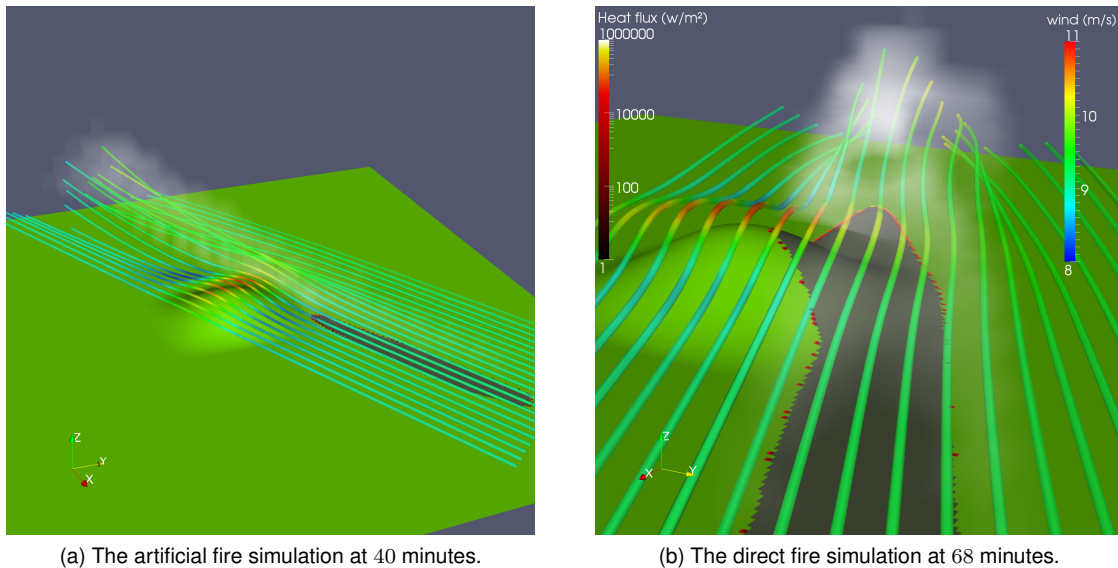 Heat flux (w/m²)
1000000
10000
100
1
wind (m/s)
11
10
9
8
Z
Y
X
Z
X
Y
(a) The artificial fire simulation at 40 minutes.
(b) The direct fire simulation at 68 minutes.